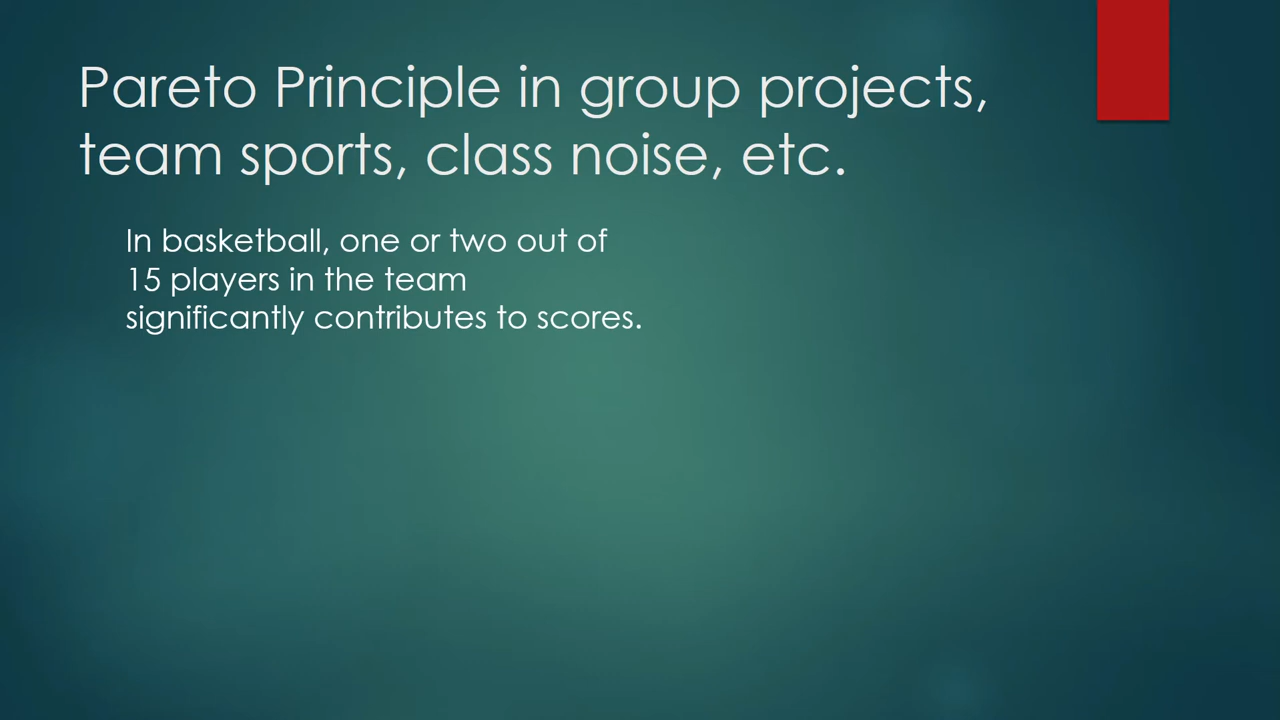 Pareto Principle in group projects,
team sports, class noise, etc.
In basketball, one or two out of
15 players in the team
significantly contributes to scores.